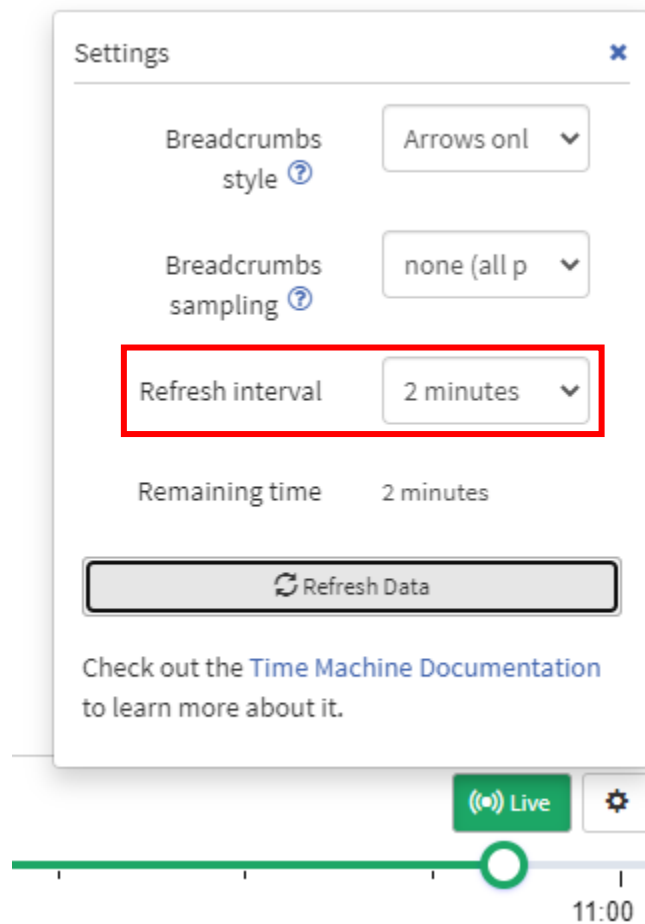 Settings
Breadcrumbs
style
Arrows onl
Breadcrumbs
sampling
none (all p
Refresh interval
2 minutes
Remaining time
2 minutes
Refresh Data
Check out the Time Machine Documentation
to learn more about it.
Live
11:00